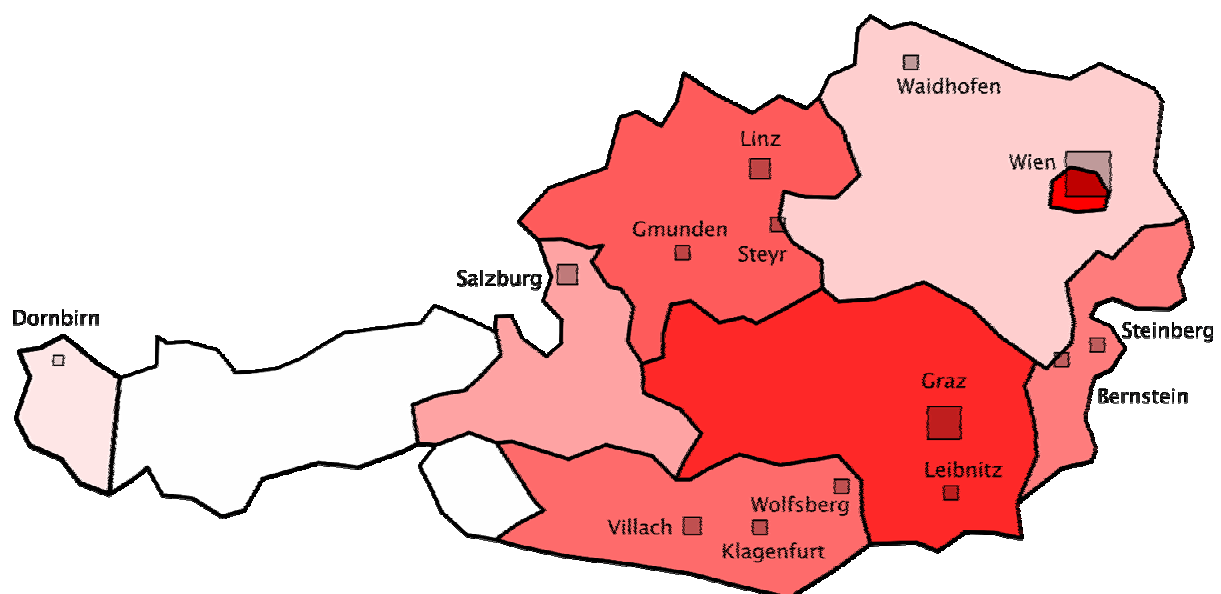 Waidhofen
Linz
Wien
Gmunden
Steyr
Salzburg
Dornbirn
Steinberg
Graz
Bernstein
Leibnitz
Wolfsberg
Villach
Klagenfurt